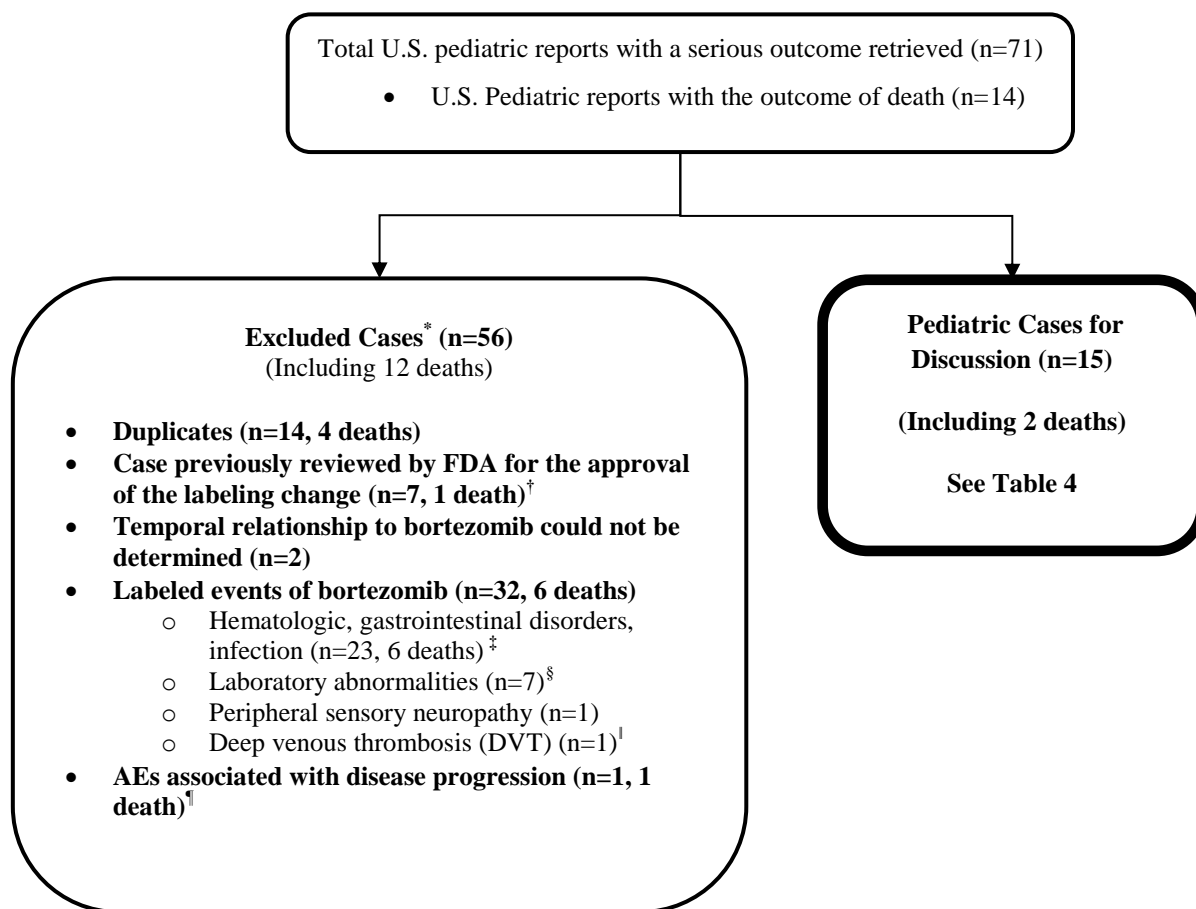 Total U.S. pediatric reports with a serious outcome retrieved (n=71)
• U.S. Pediatric reports with the outcome of death (n=14)
Excluded Cases* (n=56)
(Including 12 deaths)
• Duplicates (n=14, 4 deaths)
• Case previously reviewed by FDA for the approval
of the labeling change (n=7, 1 death)†
• Temporal relationship to bortezomib could not be
determined (n=2)
• Labeled events of bortezomib (n=32, 6 deaths)
o Hematologic, gastrointestinal disorders,
infection (n=23, 6 deaths) ‡
o Laboratory abnormalities (n=7)§
o Peripheral sensory neuropathy (n=1)
o Deep venous thrombosis (DVT) (n=1)‖
• AEs associated with disease progression (n=1, 1
death)¶
Pediatric Cases for
Discussion (n=15)
(Including 2 deaths)
See Table 4